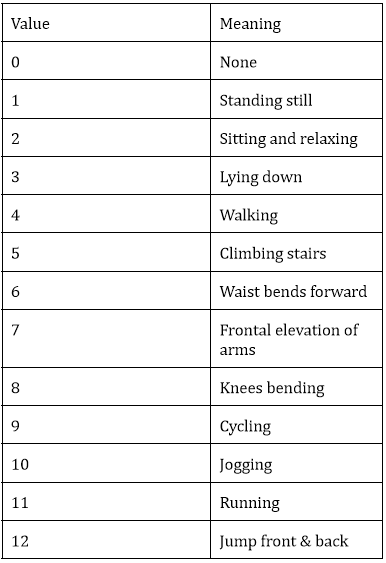 Value Meaning
0 None
1 Standing still
2 Sitting and relaxing
3 Lying down
4 Walking
5 Climbing stairs
6 Waist bends forward
7 Frontal elevation of
arms
8 Knees bending
9 Cycling
10 Jogging
11 Running
12 Jump front & back